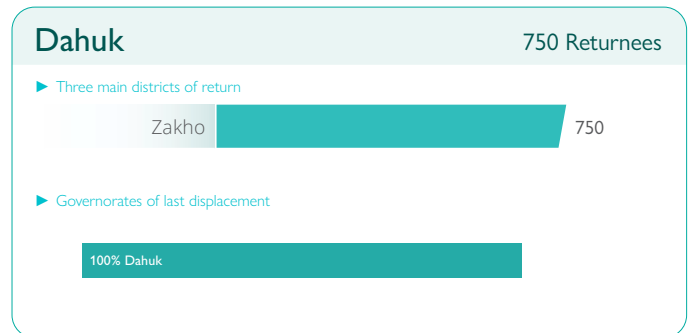 Dahuk
750 Returnees
► Three main districts of return
Zakho
750
► Governorates of last displacement
100% Dahuk